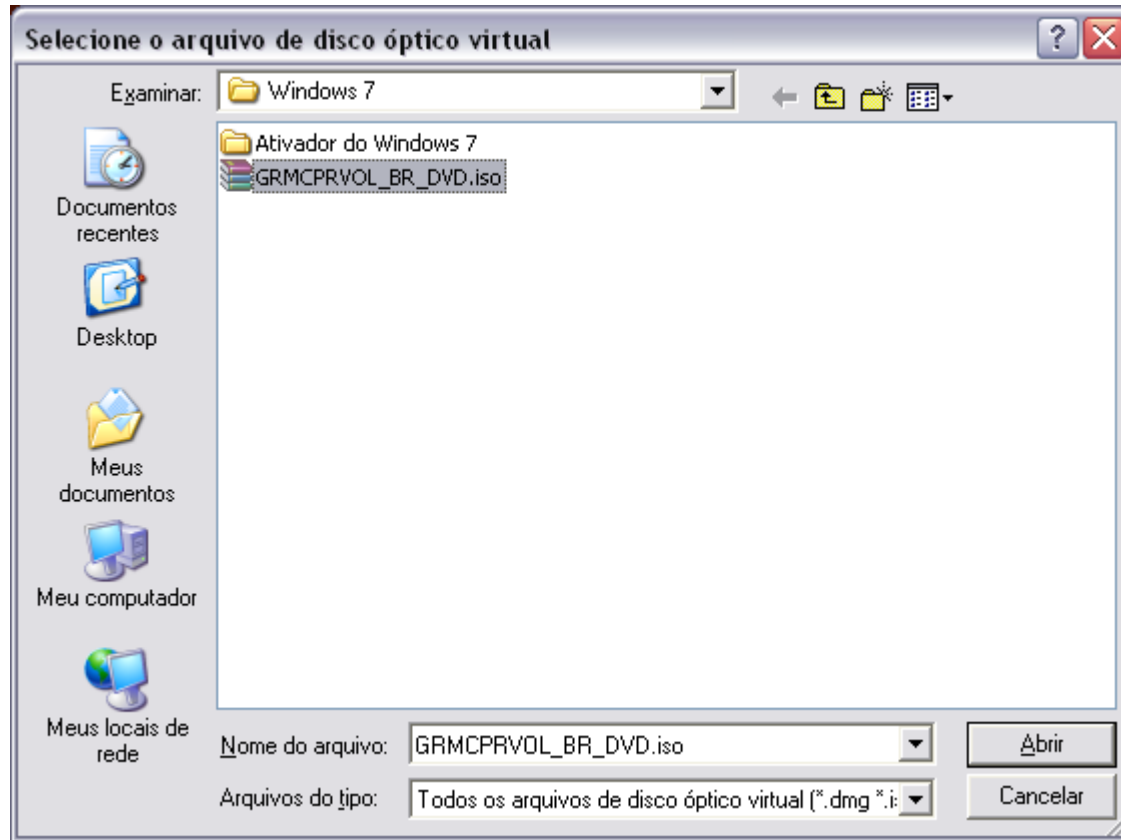 Selecione o arquivo de disco óptico virtual
Examinar:
Windows 7
Ativador do Windows 7
GRMCPRVOL_BR_DVD.iso
Documentos
recentes
Desktop
Meus
documentos
Meu computador
Meus locais de
rede
Nome do arquivo:
GRMCPRVOL_BR_DVD.iso
Abrir
Arquivos do tipo:
Todos os arquivos de disco óptico virtual (*.dmg *.i
Cancelar